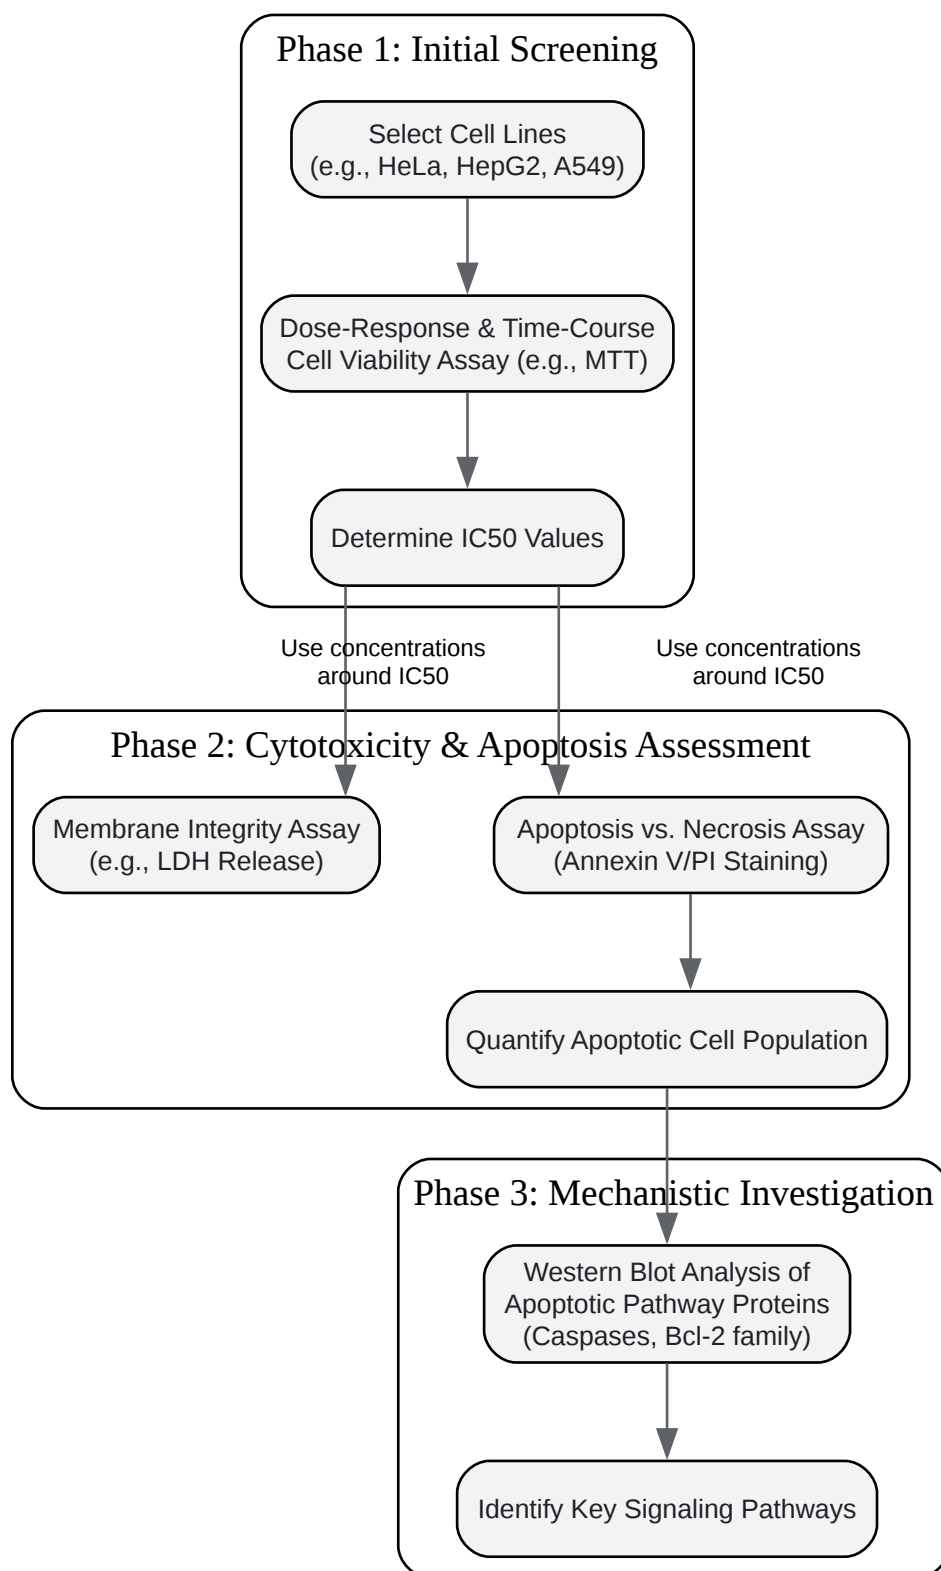 Phase 1: Initial Screening
Select Cell Lines
(e.g., HeLa, HepG2, A549)
Dose-Response & Time-Course
Cell Viability Assay (e.g., MTT)
Determine IC50 Values
Use concentrations
around IC50
Use concentrations
around IC50
Phase 2: Cytotoxicity & Apoptosis Assessment
Membrane Integrity Assay
(e.g., LDH Release)
Apoptosis vs. Necrosis Assay
(Annexin V/PI Staining)
Quantify Apoptotic Cell Population
Phase 3: Mechanistic Investigation
Western Blot Analysis of
Apoptotic Pathway Proteins
(Caspases, Bcl-2 family)
Identify Key Signaling Pathways